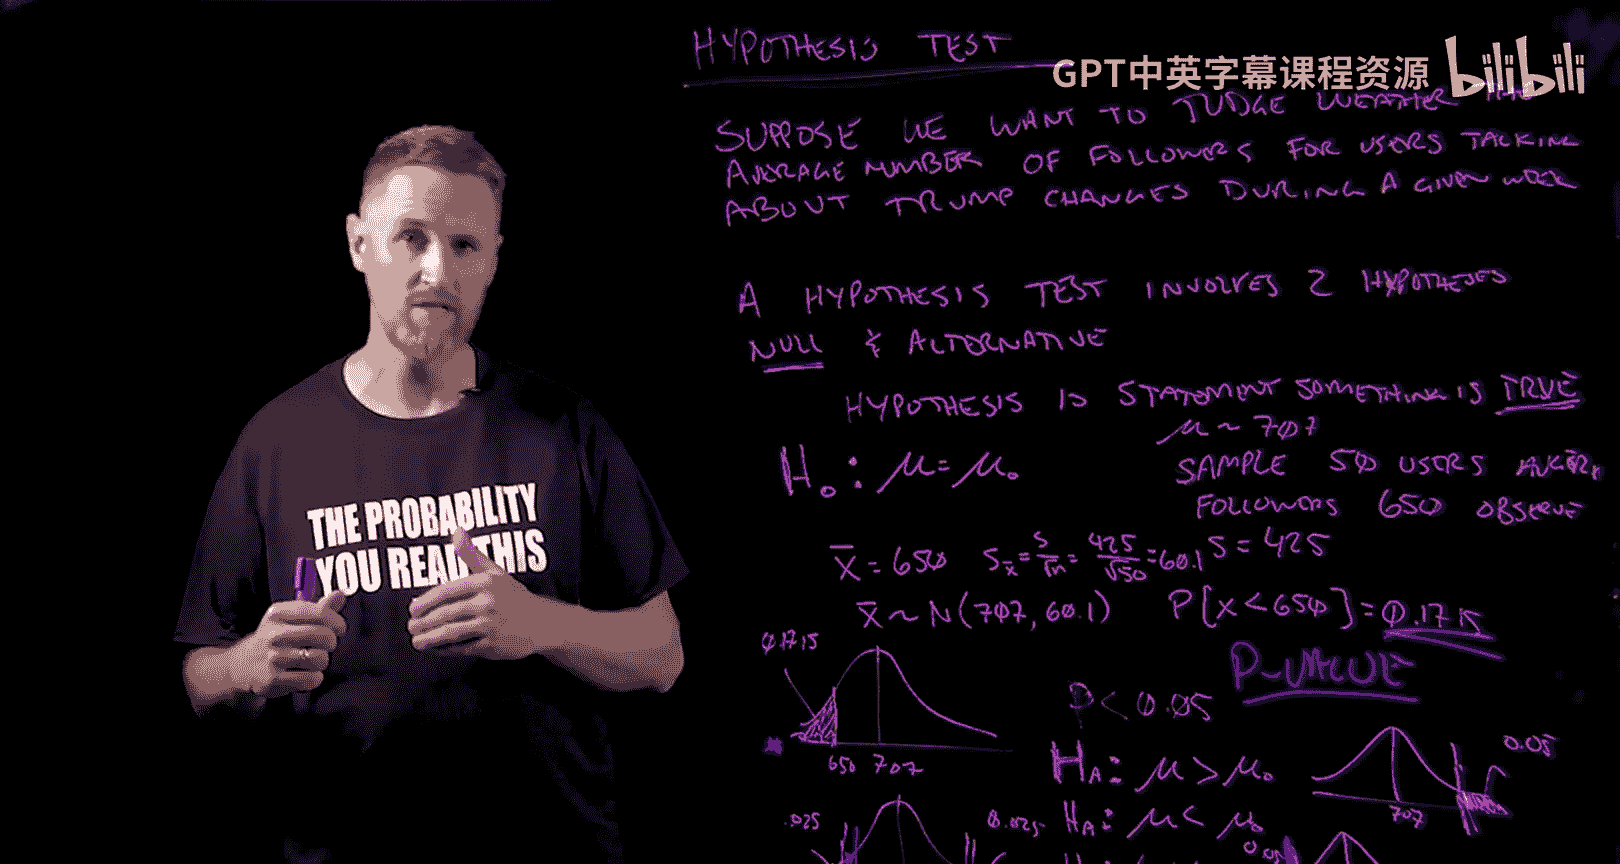 HYPOTHESIS TEST
GPT中英字幕课程资源 bilibili
SUPPOSE WE WANT TO JUDGE WEATHER THE
AVERAGE NUMBER OF FOLLOWERS FOR USERS TALKING
ABOUT TRUMP CHANGES DURING A GIVEN WEEK
A HYPOTHESIS TEST INVOLVES 2 HYPOTHESES
NULL & ALTERNATIVE
HYPOTHESIS IS STATEMENT SOMETHING IS TRUE
μ ~ 707
H₀: μ = μ₀
SAMPLE 50 USERS
FOLLOWERS 650 OBSERVE
x̄ = 650 s_x̄ = s/√n = 425/√50 = 60.1 S = 425
x̄ ~ N(707, 60.1) P[X < 650] = 0.1715
THE PROBABILITY
YOU READ THIS
0.1715
P-VALUE
P < 0.05
650 707
H_A: μ > μ₀
0.05
707
.025
0.025
H_A: μ < μ₀
0.05